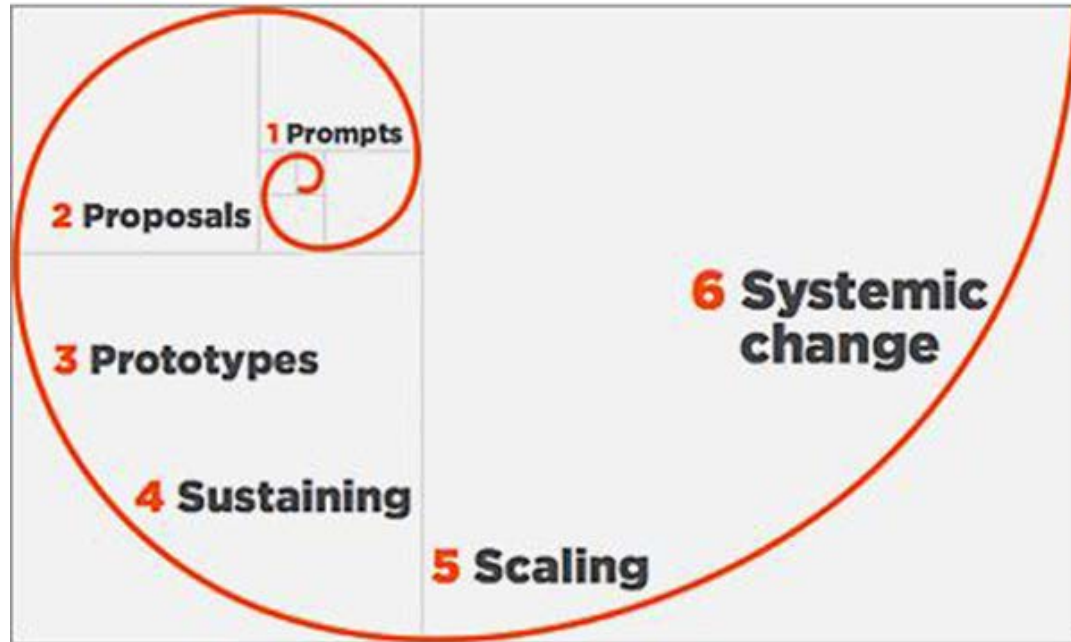 1 Prompts
2 Proposals
3 Prototypes
4 Sustaining
5 Scaling
6 Systemic
change